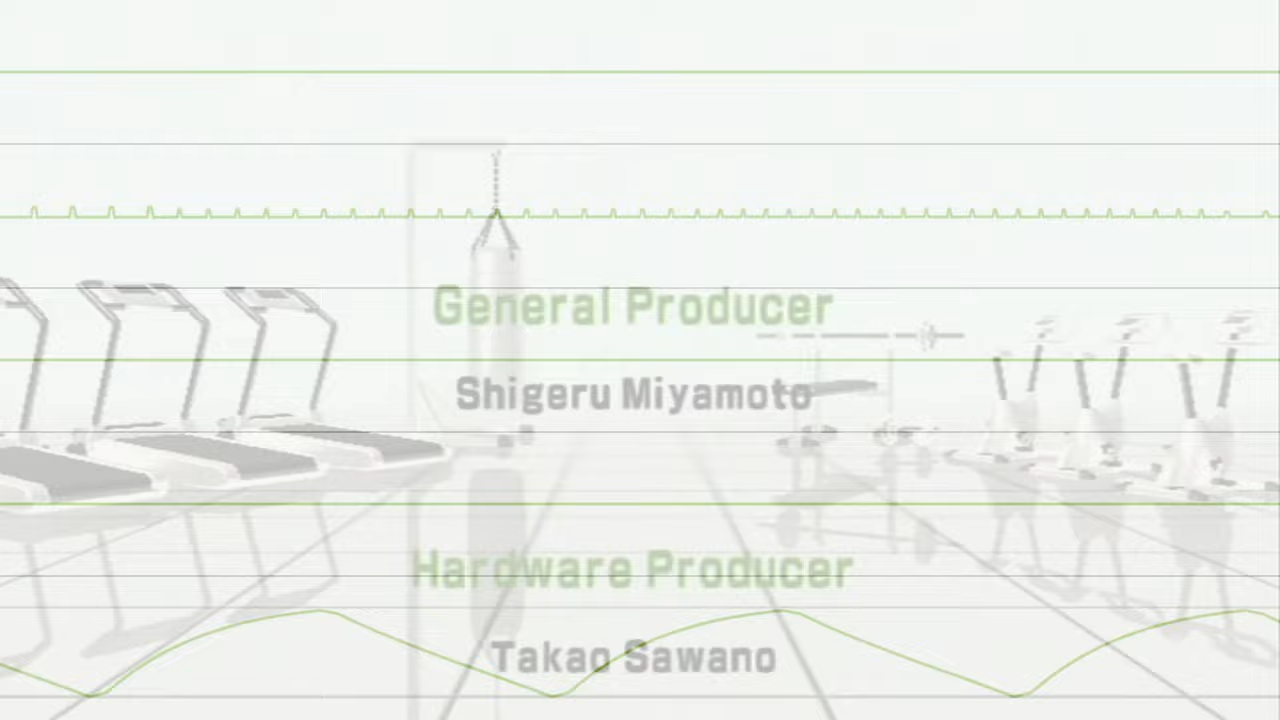 General Producer
Shigeru Miyamoto
Hardware Producer
Takao Sawano